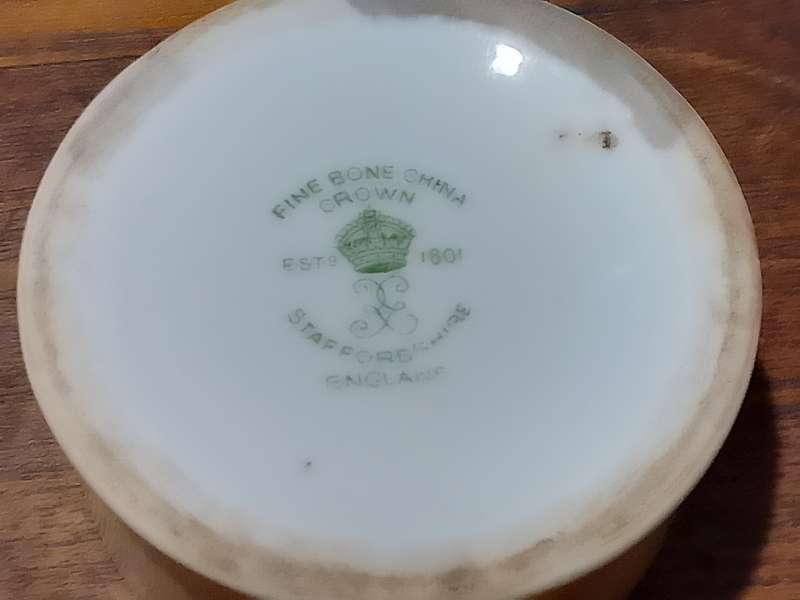 FINE BONE CHINA
CROWN
ESTD 1801
STAFFORDSHIRE
ENGLAND